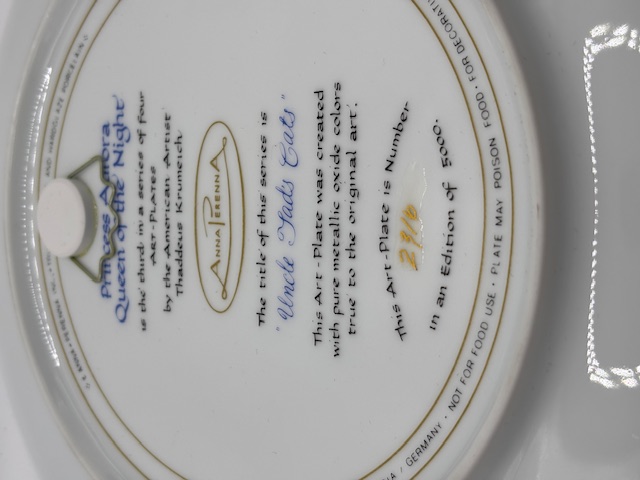 Princess Aurora
Queen of the Night'
is the third in a series of four
ART-PLATES
by the American Artist
Thaddeus Krumeich
ANNA PERENNA
The title of this series is
"Uncle Tad's Cats"
This Art-Plate was created
with pure metallic oxide colors
true to the original art.
This Art-Plate is Number
2916
in an Edition of 5000.
/ GERMANY · NOT FOR FOOD USE · PLATE MAY POISON FOOD · FOR DECORATIV